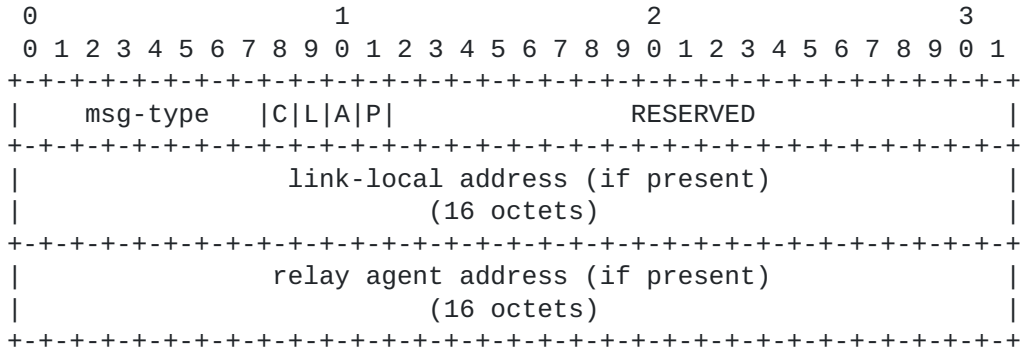 0                   1                   2                   3
 0 1 2 3 4 5 6 7 8 9 0 1 2 3 4 5 6 7 8 9 0 1 2 3 4 5 6 7 8 9 0 1
+-+-+-+-+-+-+-+-+-+-+-+-+-+-+-+-+-+-+-+-+-+-+-+-+-+-+-+-+-+-+-+-+
|    msg-type   |C|L|A|P|               RESERVED                |
+-+-+-+-+-+-+-+-+-+-+-+-+-+-+-+-+-+-+-+-+-+-+-+-+-+-+-+-+-+-+-+-+
|                 link-local address (if present)               |
|                          (16 octets)                          |
+-+-+-+-+-+-+-+-+-+-+-+-+-+-+-+-+-+-+-+-+-+-+-+-+-+-+-+-+-+-+-+-+
|                relay agent address (if present)               |
|                          (16 octets)                          |
+-+-+-+-+-+-+-+-+-+-+-+-+-+-+-+-+-+-+-+-+-+-+-+-+-+-+-+-+-+-+-+-+